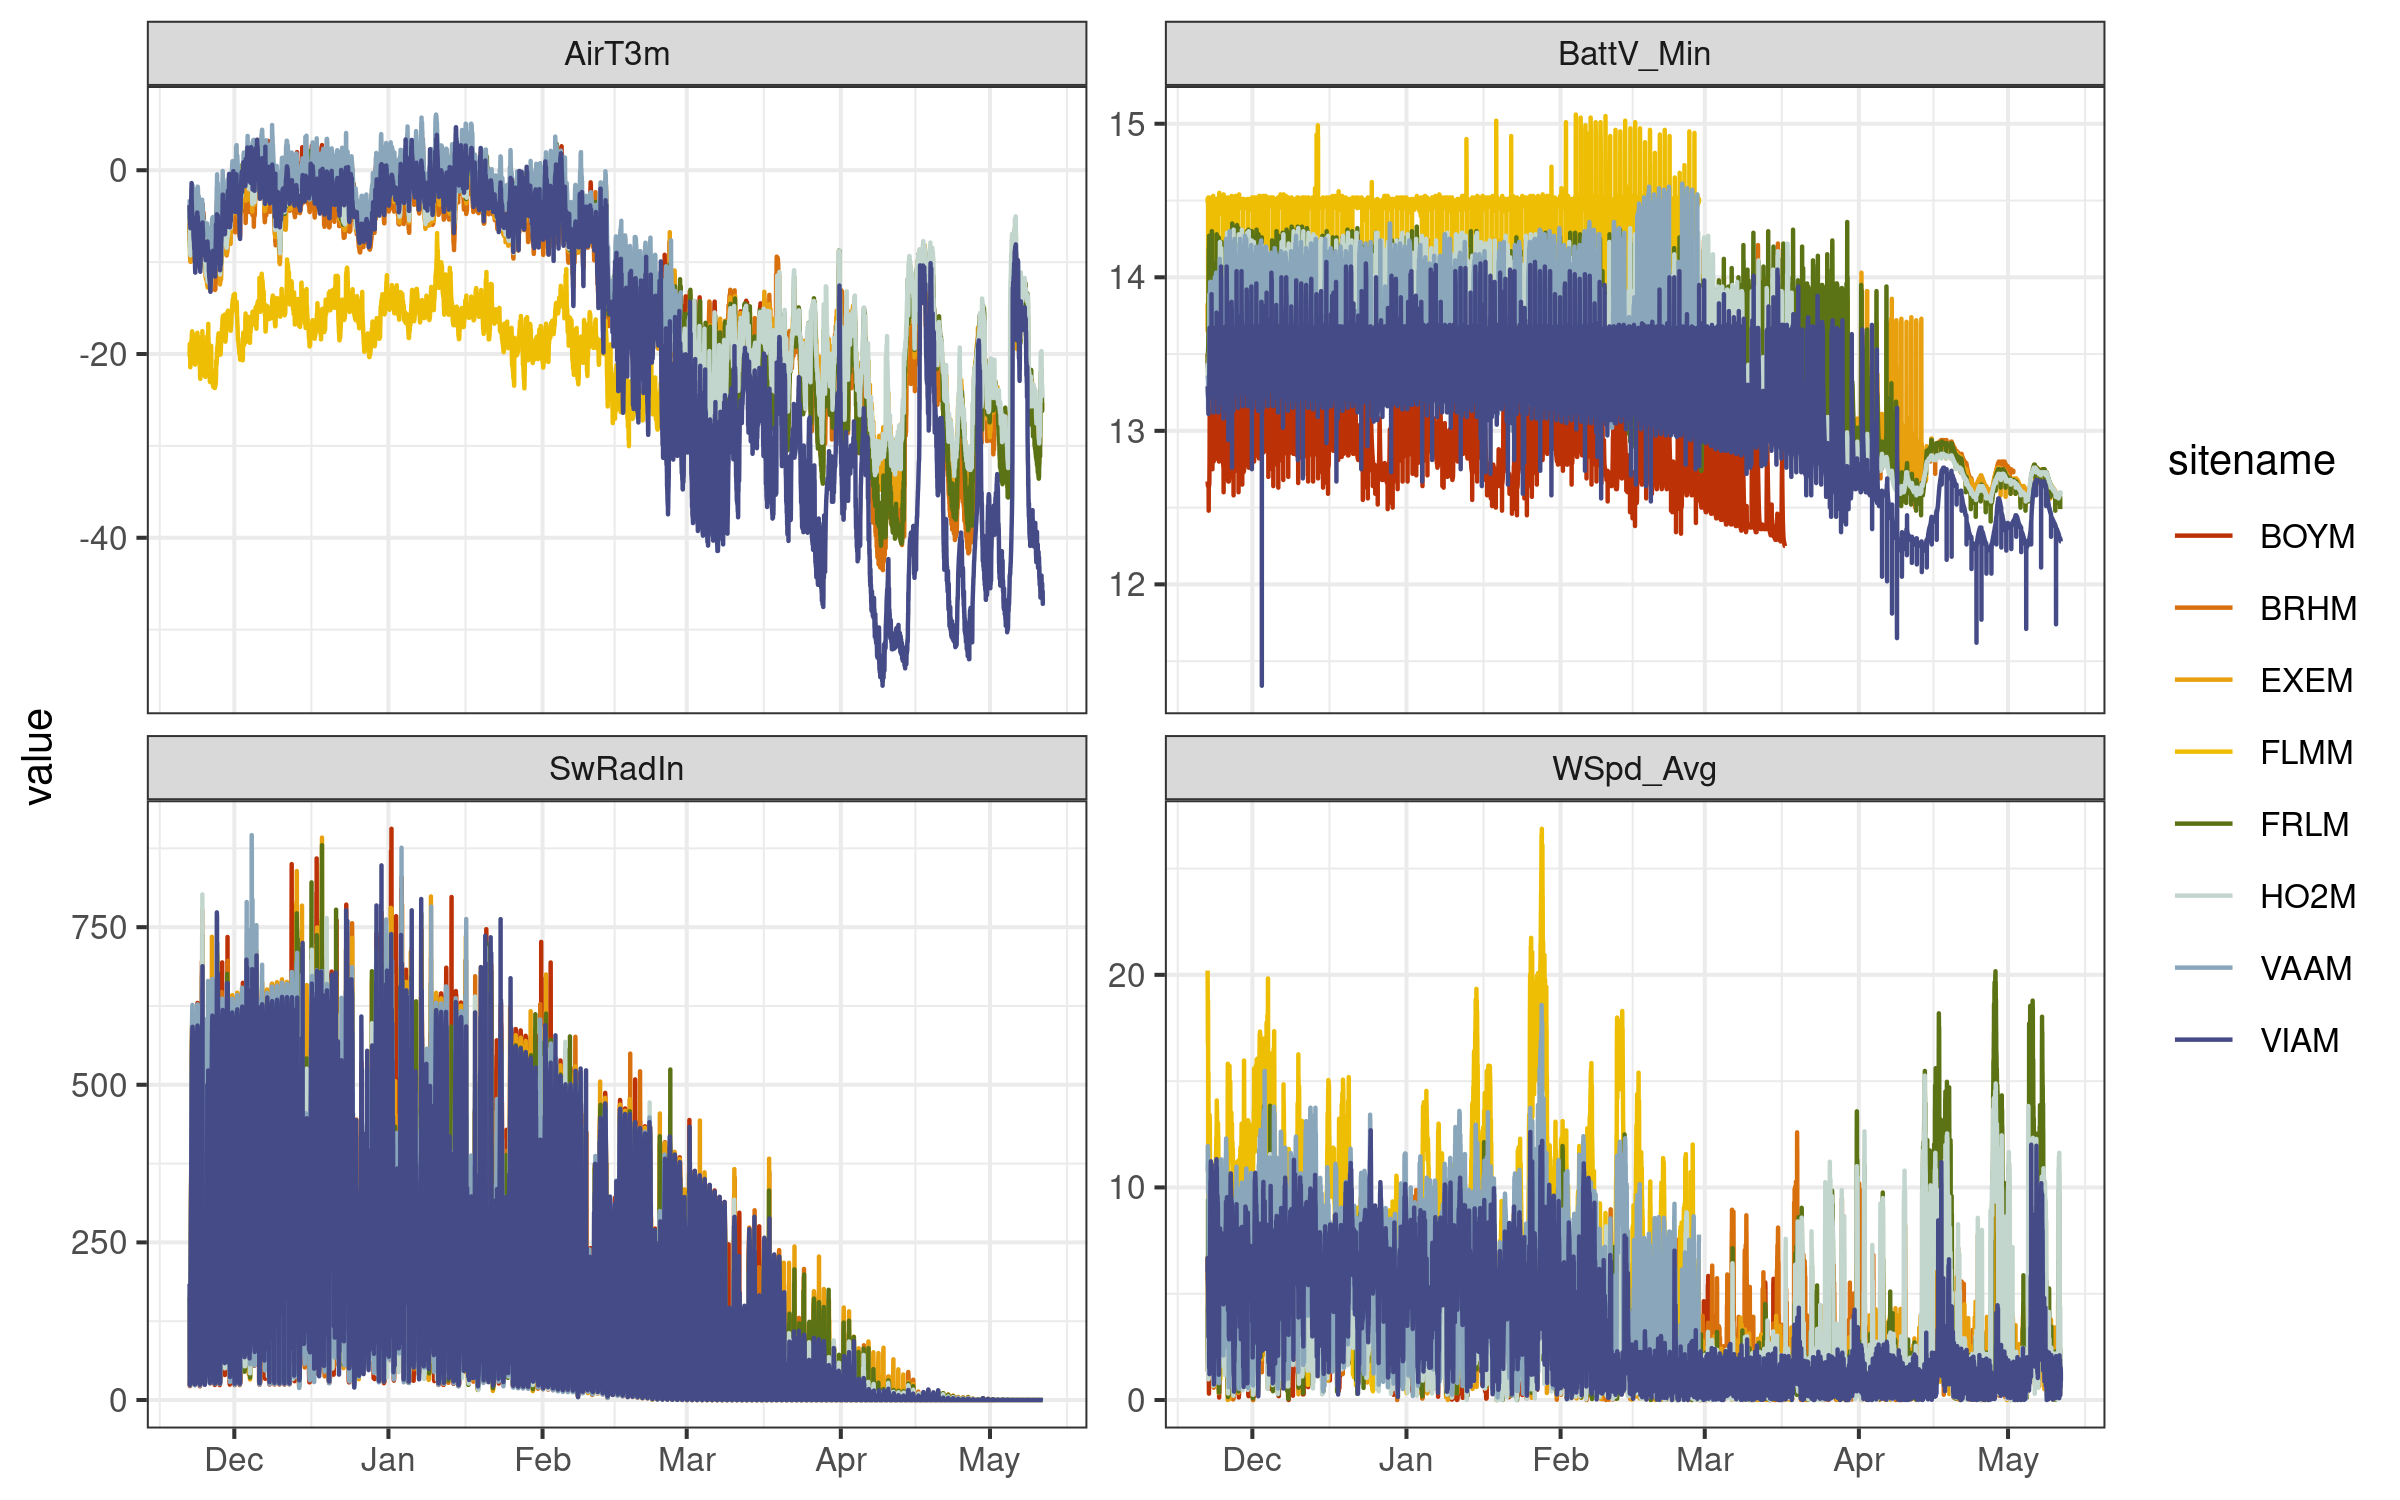 AirT3m
BattV_Min
0
-20
-40
15
14
13
12
value
SwRadIn
WSpd_Avg
750
500
250
0
20
10
0
Dec Jan Feb Mar Apr May
Dec Jan Feb Mar Apr May
sitename
BOYM
BRHM
EXEM
FLMM
FRLM
HO2M
VAAM
VIAM